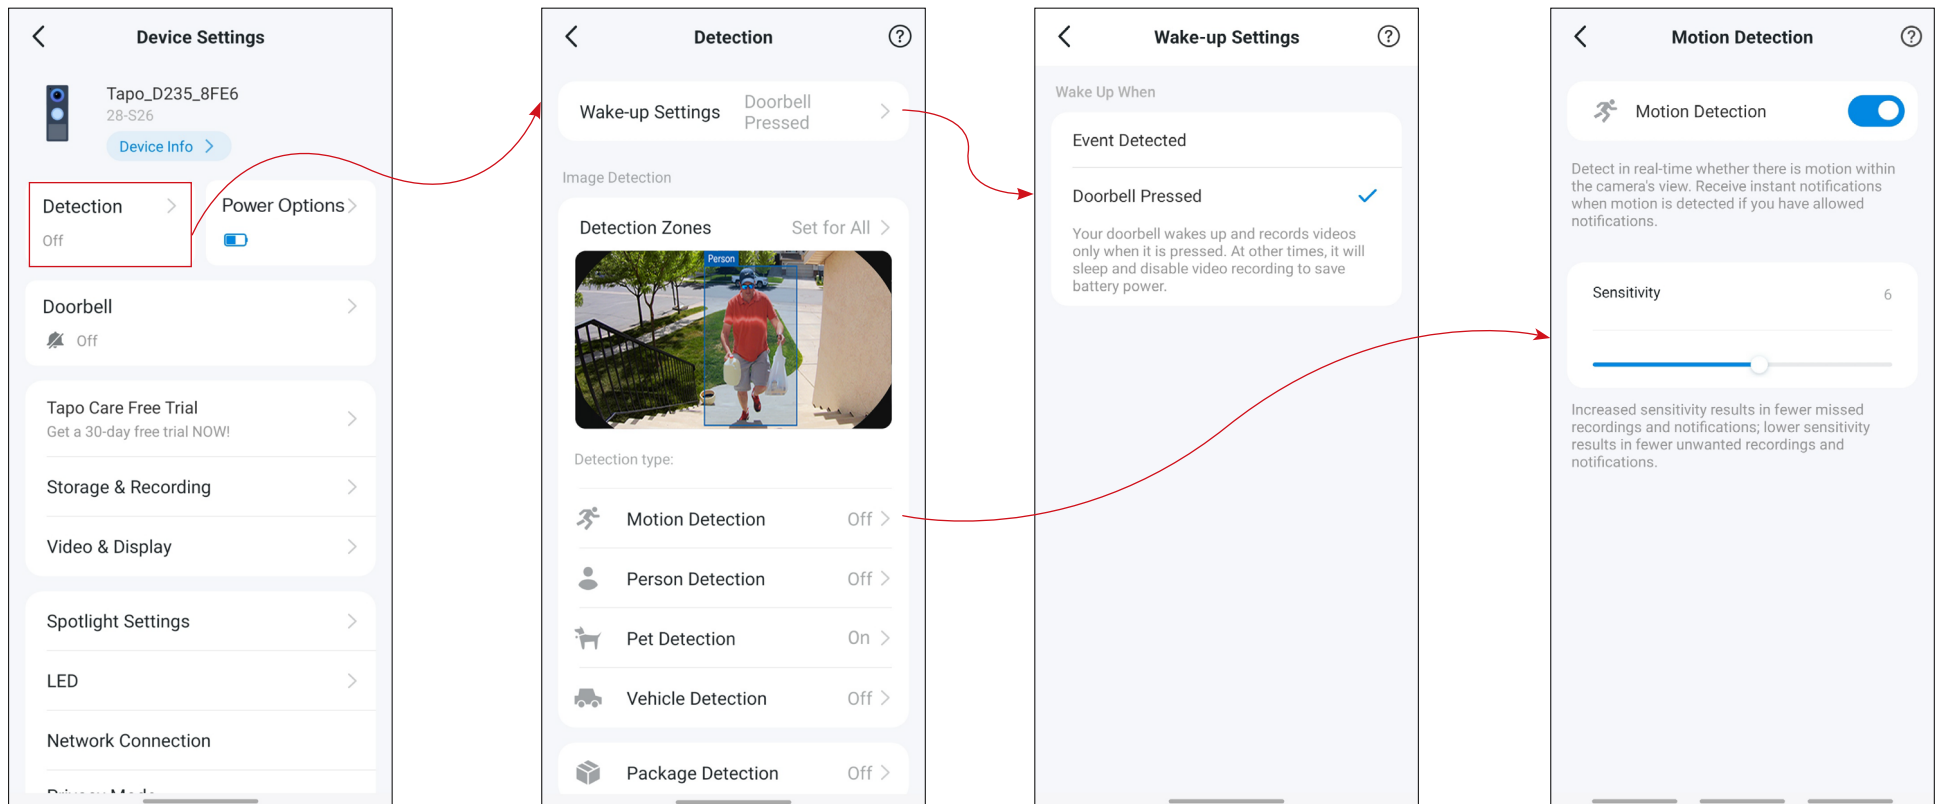 Device Settings
Tapo_D235_8FE6
28-S26
Device Info
Detection
Off
Power Options
Doorbell
Off
Tapo Care Free Trial
Get a 30-day free trial NOW!
Storage & Recording
Video & Display
Spotlight Settings
LED
Network Connection
Detection
Wake-up Settings
Doorbell
Pressed
Image Detection
Detection Zones
Set for All
Person
Detection type:
Motion Detection Off
Person Detection Off
Pet Detection On
Vehicle Detection Off
Package Detection Off
Wake-up Settings
Wake Up When
Event Detected
Doorbell Pressed
Your doorbell wakes up and records videos
only when it is pressed. At other times, it will
sleep and disable video recording to save
battery power.
Motion Detection
Motion Detection
Detect in real-time whether there is motion within
the camera's view. Receive instant notifications
when motion is detected if you have allowed
notifications.
Sensitivity 6
Increased sensitivity results in fewer missed
recordings and notifications; lower sensitivity
results in fewer unwanted recordings and
notifications.